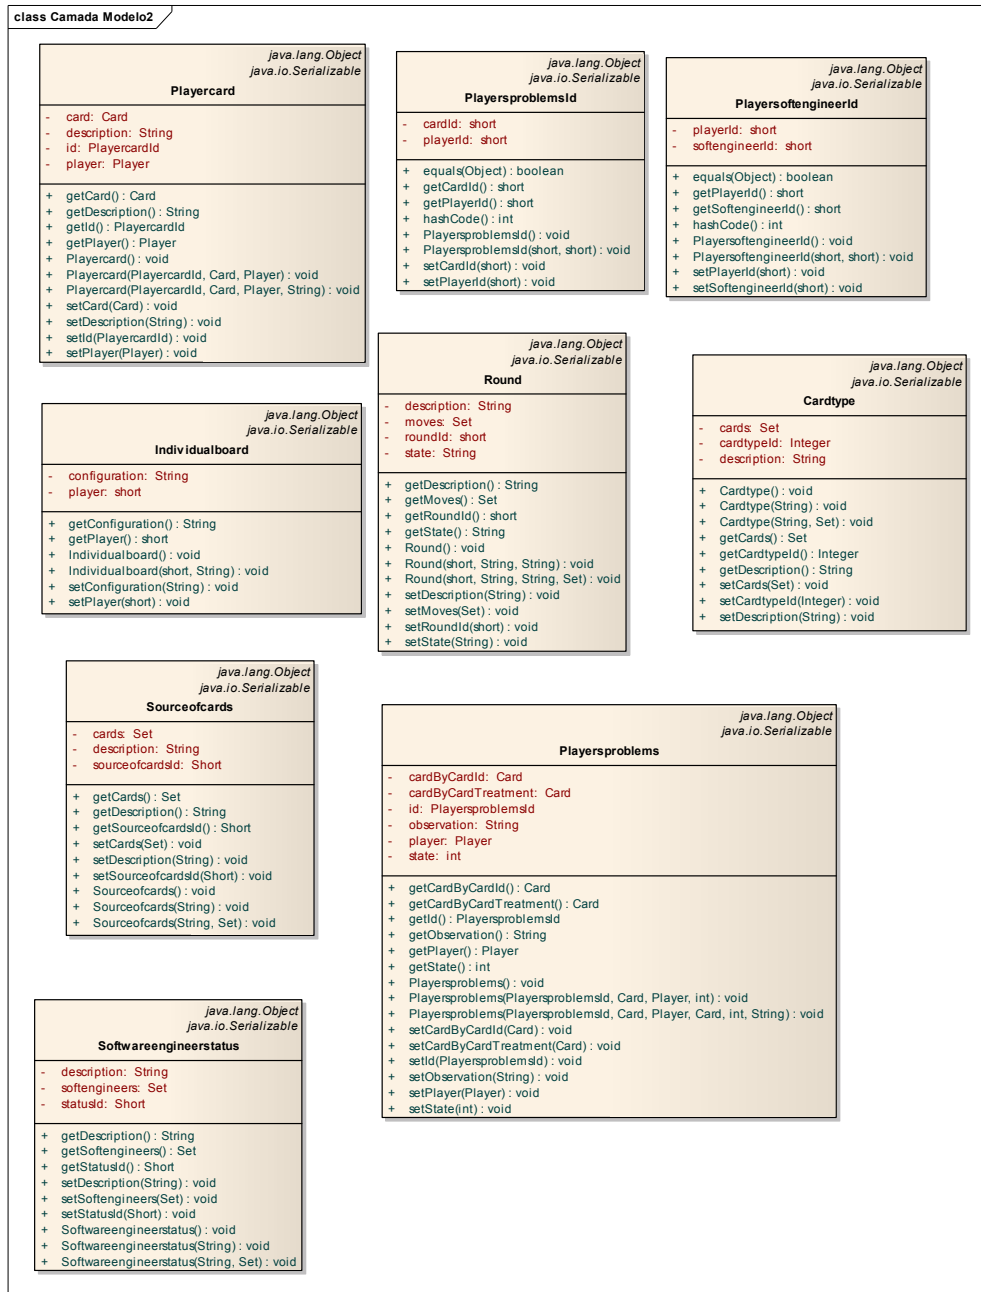 class Camada Modelo2
java.lang.Object
java.io.Serializable
Playercard
- card: Card
- description: String
- id: PlayercardId
- player: Player
+ getCard() : Card
+ getDescription() : String
+ getId() : PlayercardId
+ getPlayer() : Player
+ Playercard() : void
+ Playercard(PlayercardId, Card, Player) : void
+ Playercard(PlayercardId, Card, Player, String) : void
+ setCard(Card) : void
+ setDescription(String) : void
+ setId(PlayercardId) : void
+ setPlayer(Player) : void
java.lang.Object
java.io.Serializable
PlayersproblemsId
- cardId: short
- playerId: short
+ equals(Object) : boolean
+ getCardId() : short
+ getPlayerId() : short
+ hashCode() : int
+ PlayersproblemsId() : void
+ PlayersproblemsId(short, short) : void
+ setCardId(short) : void
+ setPlayerId(short) : void
java.lang.Object
java.io.Serializable
PlayersoftengineerId
- playerId: short
- softengineerId: short
+ equals(Object) : boolean
+ getPlayerId() : short
+ getSoftengineerId() : short
+ hashCode() : int
+ PlayersoftengineerId() : void
+ PlayersoftengineerId(short, short) : void
+ setPlayerId(short) : void
+ setSoftengineerId(short) : void
java.lang.Object
java.io.Serializable
Individualboard
- configuration: String
- player: short
+ getConfiguration() : String
+ getPlayer() : short
+ Individualboard() : void
+ Individualboard(short, String) : void
+ setConfiguration(String) : void
+ setPlayer(short) : void
java.lang.Object
java.io.Serializable
Round
- description: String
- moves: Set
- roundId: short
- state: String
+ getDescription() : String
+ getMoves() : Set
+ getRoundId() : short
+ getState() : String
+ Round() : void
+ Round(short, String, String) : void
+ Round(short, String, String, Set) : void
+ setDescription(String) : void
+ setMoves(Set) : void
+ setRoundId(short) : void
+ setState(String) : void
java.lang.Object
java.io.Serializable
Cardtype
- cards: Set
- cardtypeId: Integer
- description: String
+ Cardtype() : void
+ Cardtype(String) : void
+ Cardtype(String, Set) : void
+ getCards() : Set
+ getCardtypeId() : Integer
+ getDescription() : String
+ setCards(Set) : void
+ setCardtypeId(Integer) : void
+ setDescription(String) : void
java.lang.Object
java.io.Serializable
Sourceofcards
- cards: Set
- description: String
- sourceofcardsId: Short
+ getCards() : Set
+ getDescription() : String
+ getSourceofcardsId() : Short
+ setCards(Set) : void
+ setDescription(String) : void
+ setSourceofcardsId(Short) : void
+ Sourceofcards() : void
+ Sourceofcards(String) : void
+ Sourceofcards(String, Set) : void
java.lang.Object
java.io.Serializable
Playersproblems
- cardByCardId: Card
- cardByCardTreatment: Card
- id: PlayersproblemsId
- observation: String
- player: Player
- state: int
+ getCardByCardId() : Card
+ getCardByCardTreatment() : Card
+ getId() : PlayersproblemsId
+ getObservation() : String
+ getPlayer() : Player
+ getState() : int
+ Playersproblems() : void
+ Playersproblems(PlayersproblemsId, Card, Player, int) : void
+ Playersproblems(PlayersproblemsId, Card, Player, Card, int, String) : void
+ setCardByCardId(Card) : void
+ setCardByCardTreatment(Card) : void
+ setId(PlayersproblemsId) : void
+ setObservation(String) : void
+ setPlayer(Player) : void
+ setState(int) : void
java.lang.Object
java.io.Serializable
Softwareengineerstatus
- description: String
- softengineers: Set
- statusId: Short
+ getDescription() : String
+ getSoftengineers() : Set
+ getStatusId() : Short
+ setDescription(String) : void
+ setSoftengineers(Set) : void
+ setStatusId(Short) : void
+ Softwareengineerstatus() : void
+ Softwareengineerstatus(String) : void
+ Softwareengineerstatus(String, Set) : void